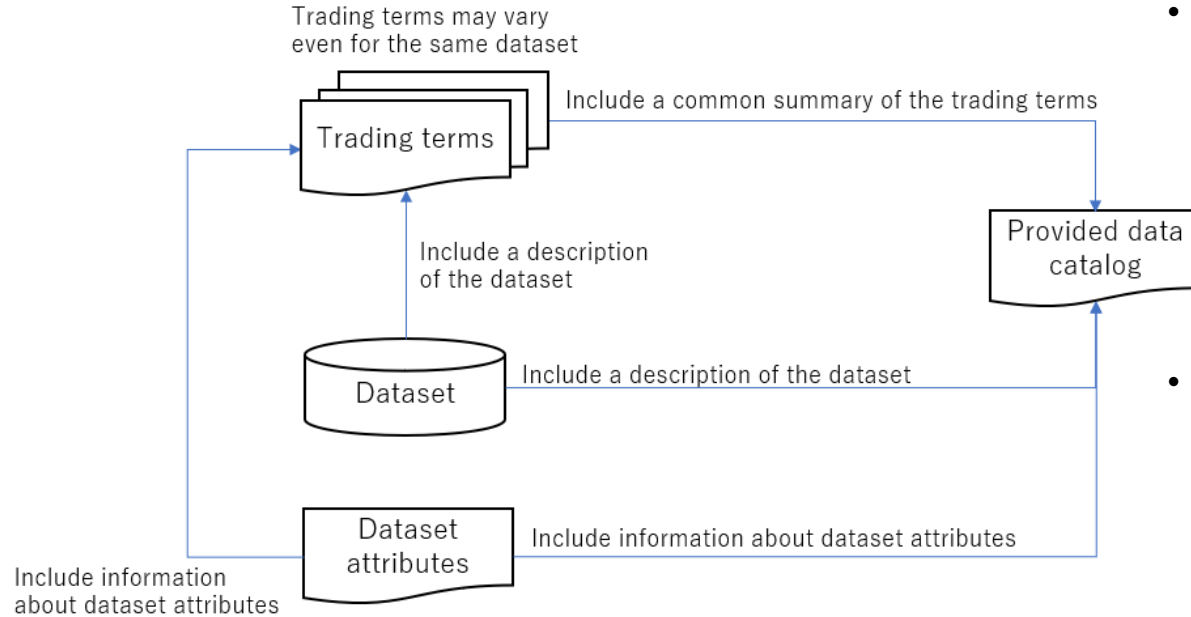 Trading terms may vary
even for the same dataset
Include a common summary of the trading terms
Trading terms
Provided data
catalog
Include a description
of the dataset
Include a description of the dataset
Dataset
Dataset
attributes
Include information about dataset attributes
Include information
about dataset attributes